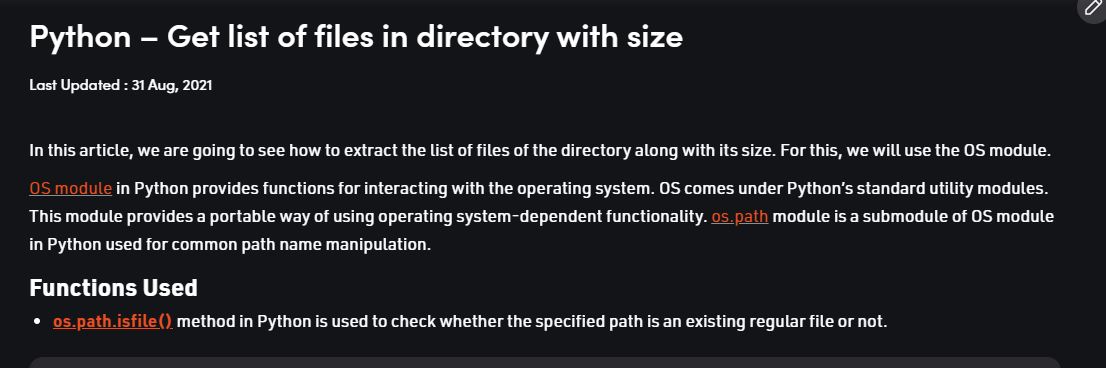 Python – Get list of files in directory with size
Last Updated : 31 Aug, 2021
In this article, we are going to see how to extract the list of files of the directory along with its size. For this, we will use the OS module.
OS module in Python provides functions for interacting with the operating system. OS comes under Python’s standard utility modules.
This module provides a portable way of using operating system-dependent functionality. os.path module is a submodule of OS module
in Python used for common path name manipulation.
Functions Used
• os.path.isfile() method in Python is used to check whether the specified path is an existing regular file or not.